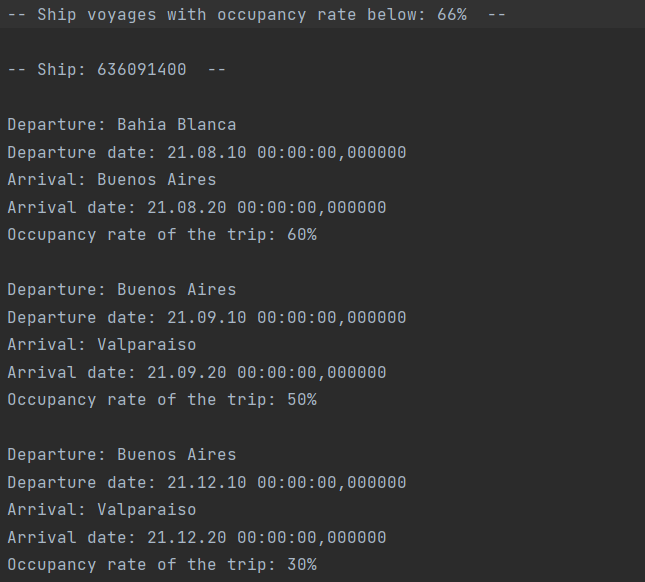 -- Ship voyages with occupancy rate below: 66%  --
-- Ship: 636091400  --
Departure: Bahia Blanca
Departure date: 21.08.10 00:00:00,000000
Arrival: Buenos Aires
Arrival date: 21.08.20 00:00:00,000000
Occupancy rate of the trip: 60%
Departure: Buenos Aires
Departure date: 21.09.10 00:00:00,000000
Arrival: Valparaiso
Arrival date: 21.09.20 00:00:00,000000
Occupancy rate of the trip: 50%
Departure: Buenos Aires
Departure date: 21.12.10 00:00:00,000000
Arrival: Valparaiso
Arrival date: 21.12.20 00:00:00,000000
Occupancy rate of the trip: 30%